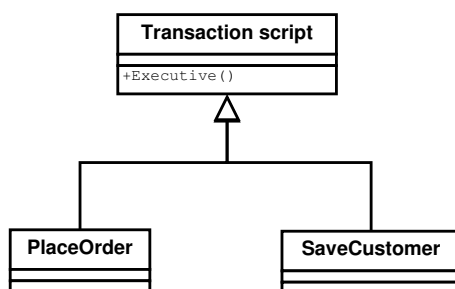 Transaction script
+Executive()
PlaceOrder
SaveCustomer